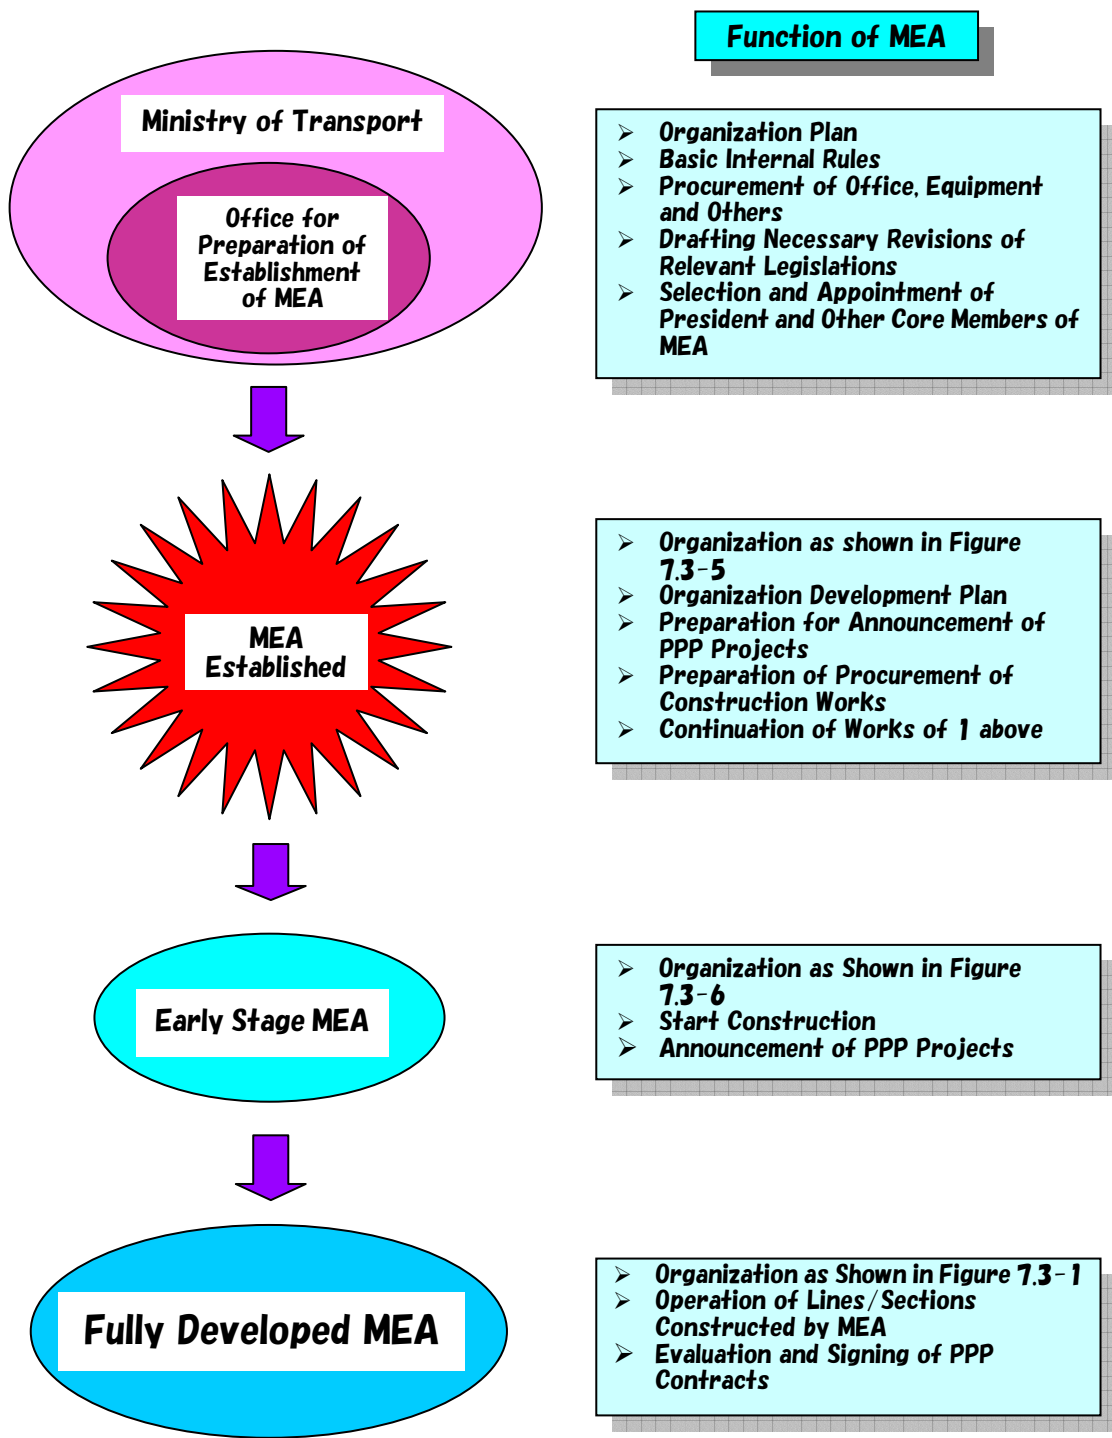 Function of MEA
Ministry of Transport
Office for
Preparation of
Establishment
of MEA
➢ Organization Plan
➢ Basic Internal Rules
➢ Procurement of Office, Equipment
and Others
➢ Drafting Necessary Revisions of
Relevant Legislations
➢ Selection and Appointment of
President and Other Core Members of
MEA
MEA
Established
➢ Organization as shown in Figure
7.3-5
➢ Organization Development Plan
➢ Preparation for Announcement of
PPP Projects
➢ Preparation of Procurement of
Construction Works
➢ Continuation of Works of 1 above
Early Stage MEA
➢ Organization as Shown in Figure
7.3-6
➢ Start Construction
➢ Announcement of PPP Projects
Fully Developed MEA
➢ Organization as Shown in Figure 7.3-1
➢ Operation of Lines/Sections
Constructed by MEA
➢ Evaluation and Signing of PPP
Contracts